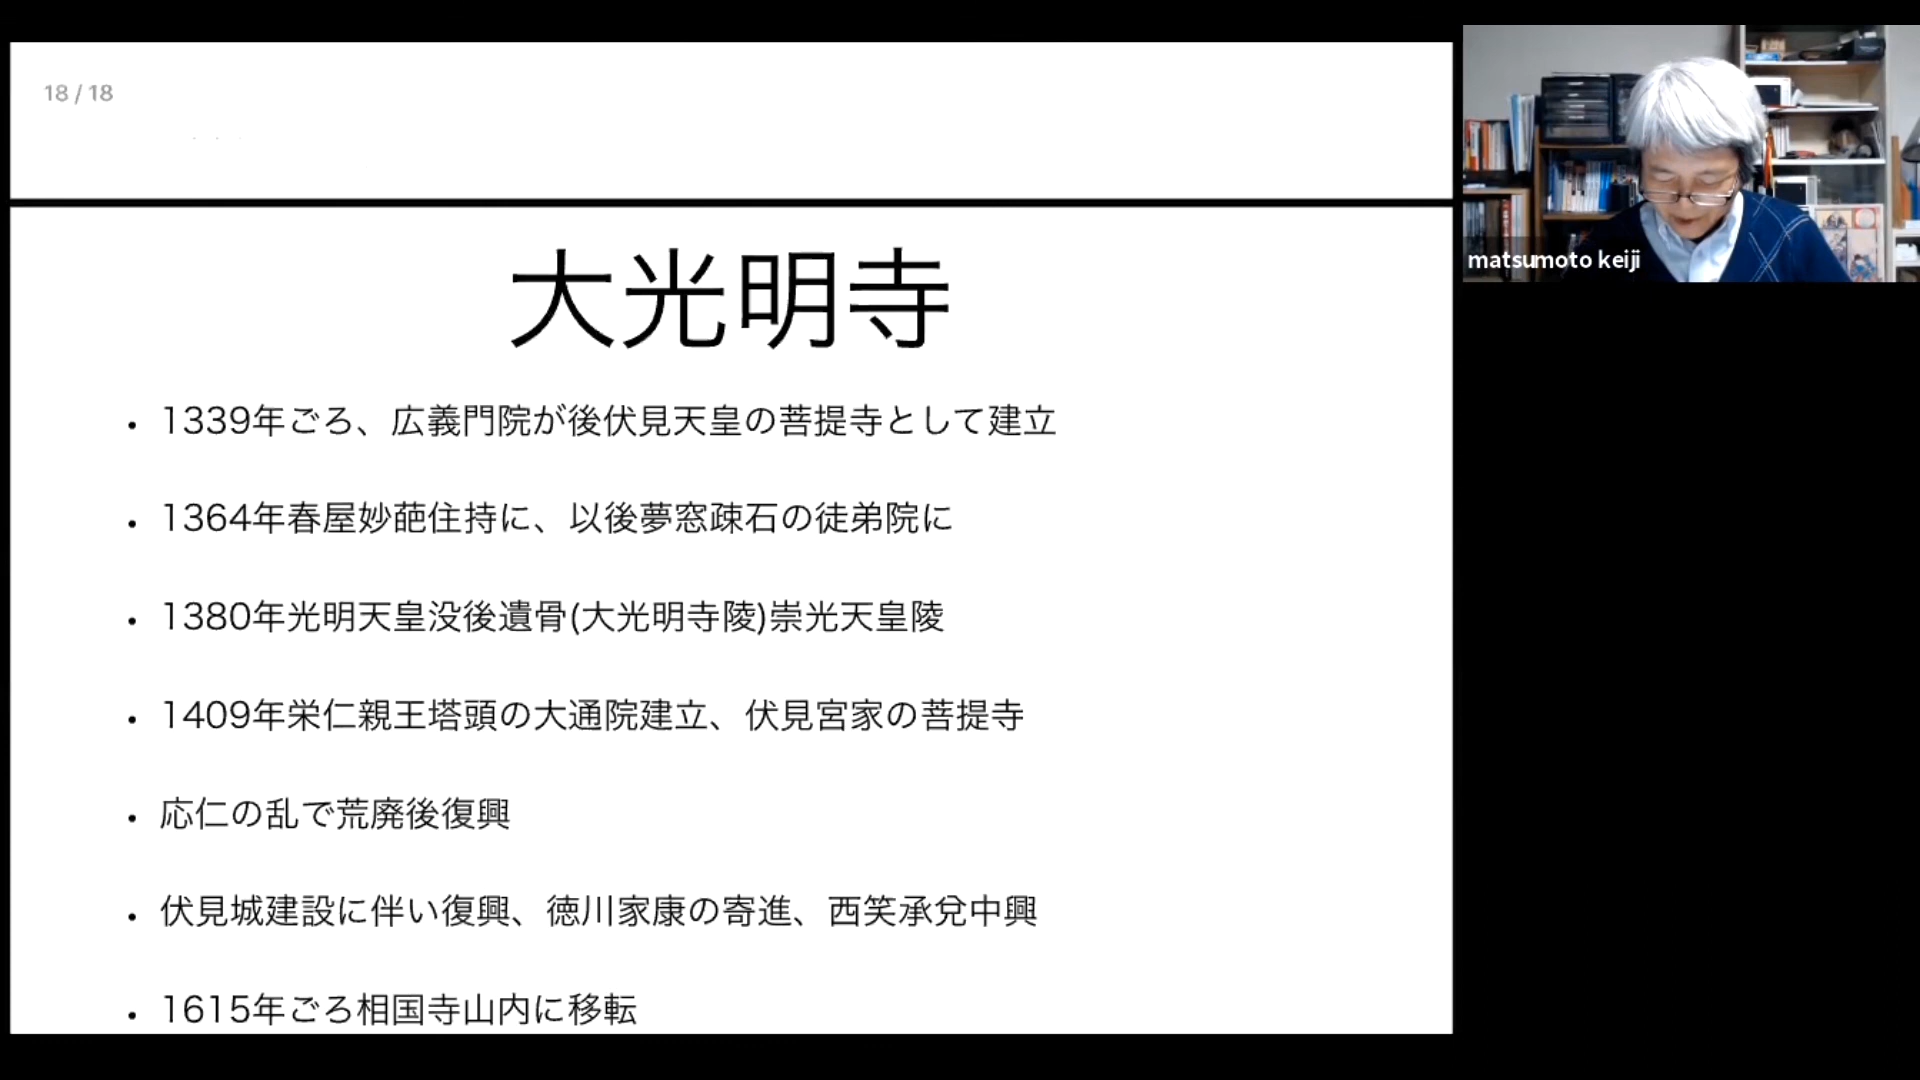 18 / 18
大光明寺
• 1339年ごろ、広義門院が後伏見天皇の菩提寺として建立
• 1364年春屋妙葩住持に、以後夢窓疎石の徒弟院に
• 1380年光明天皇没後遺骨(大光明寺陵)崇光天皇陵
• 1409年栄仁親王塔頭の大通院建立、伏見宮家の菩提寺
• 応仁の乱で荒廃後復興
• 伏見城建設に伴い復興、徳川家康の寄進、西笑承兌中興
• 1615年ごろ相国寺山内に移転
matsumoto keiji